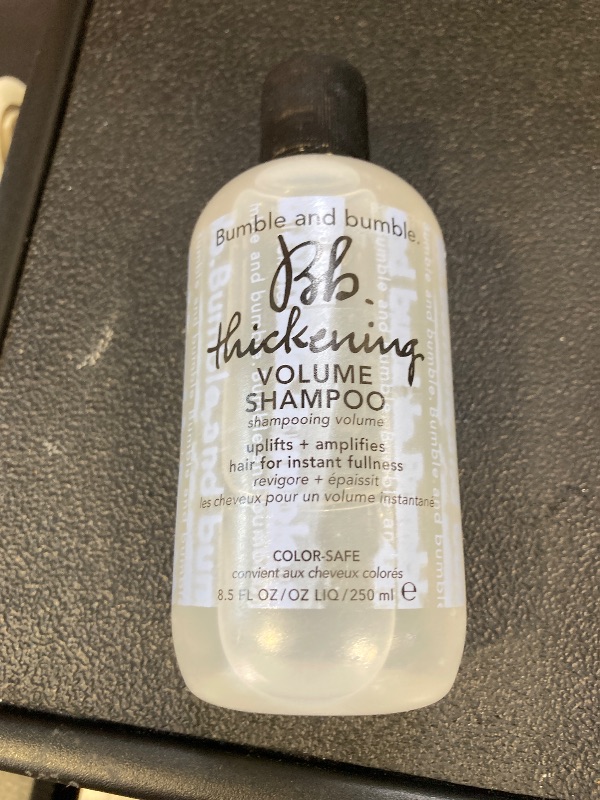 Bumble and bumble.
Bb.
thickening
VOLUME
SHAMPOO
shampooing volume
uplifts + amplifies
hair for instant fullness
revigore + épaissit
les cheveux pour un volume instantané
COLOR-SAFE
convient aux cheveux colorés
8.5 FL OZ/OZ LIQ/250 ml e